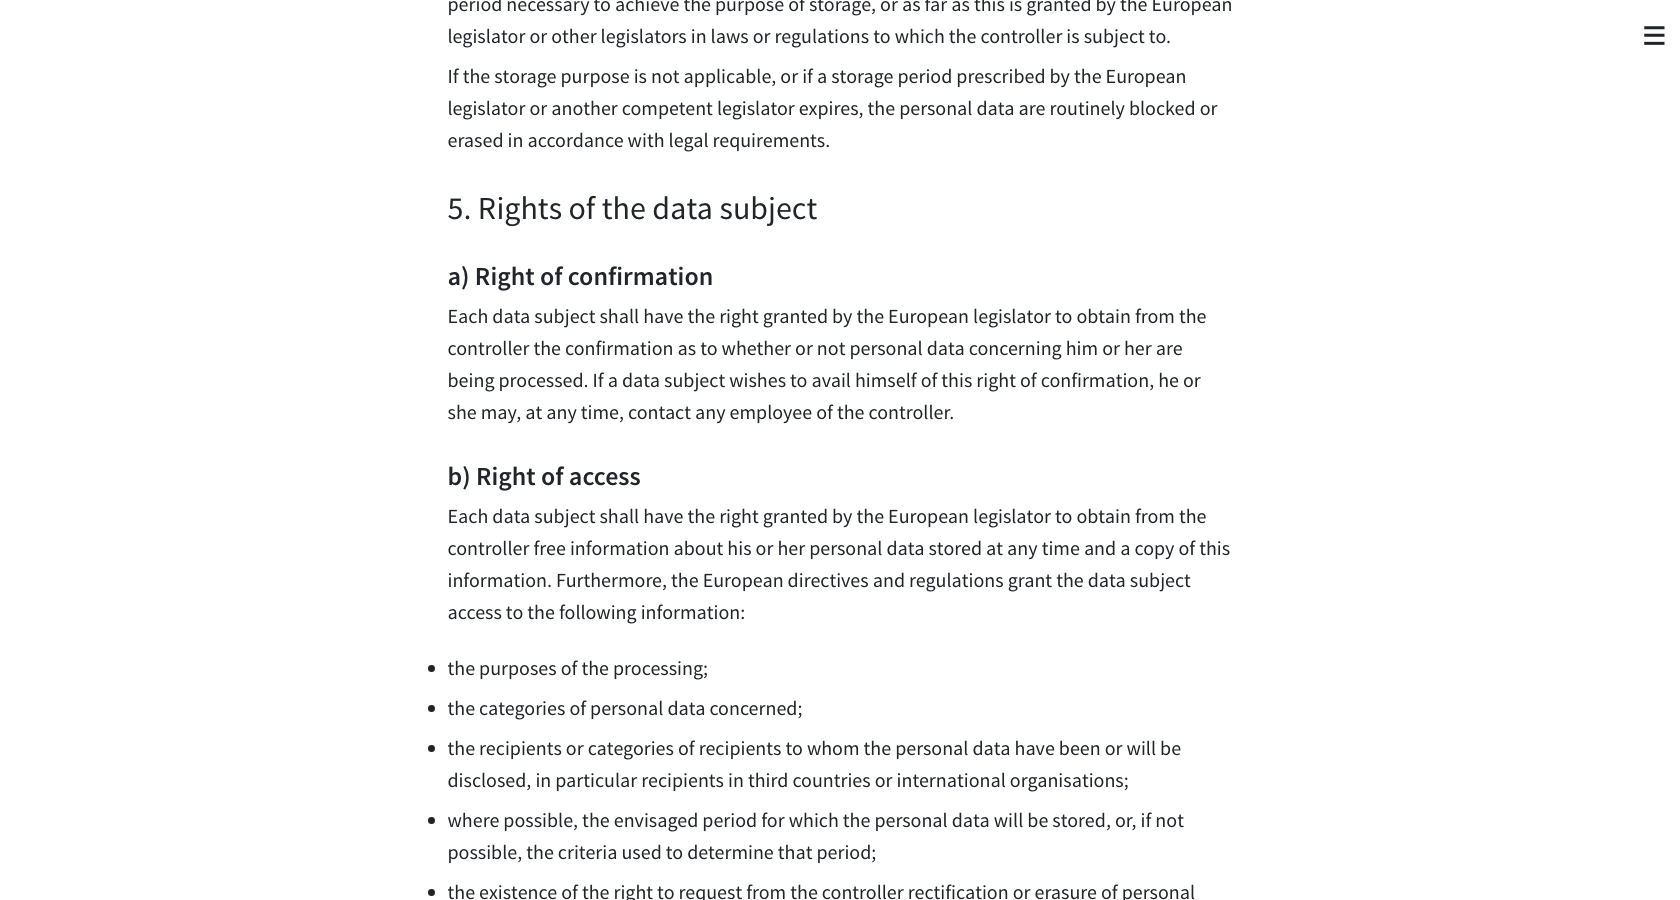 period necessary to achieve the purpose of storage, or as far as this is granted by the European
legislator or other legislators in laws or regulations to which the controller is subject to.
If the storage purpose is not applicable, or if a storage period prescribed by the European
legislator or another competent legislator expires, the personal data are routinely blocked or
erased in accordance with legal requirements.
5. Rights of the data subject
a) Right of confirmation
Each data subject shall have the right granted by the European legislator to obtain from the
controller the confirmation as to whether or not personal data concerning him or her are
being processed. If a data subject wishes to avail himself of this right of confirmation, he or
she may, at any time, contact any employee of the controller.
b) Right of access
Each data subject shall have the right granted by the European legislator to obtain from the
controller free information about his or her personal data stored at any time and a copy of this
information. Furthermore, the European directives and regulations grant the data subject
access to the following information:
• the purposes of the processing;
• the categories of personal data concerned;
• the recipients or categories of recipients to whom the personal data have been or will be
disclosed, in particular recipients in third countries or international organisations;
• where possible, the envisaged period for which the personal data will be stored, or, if not
possible, the criteria used to determine that period;
• the existence of the right to request from the controller rectification or erasure of personal